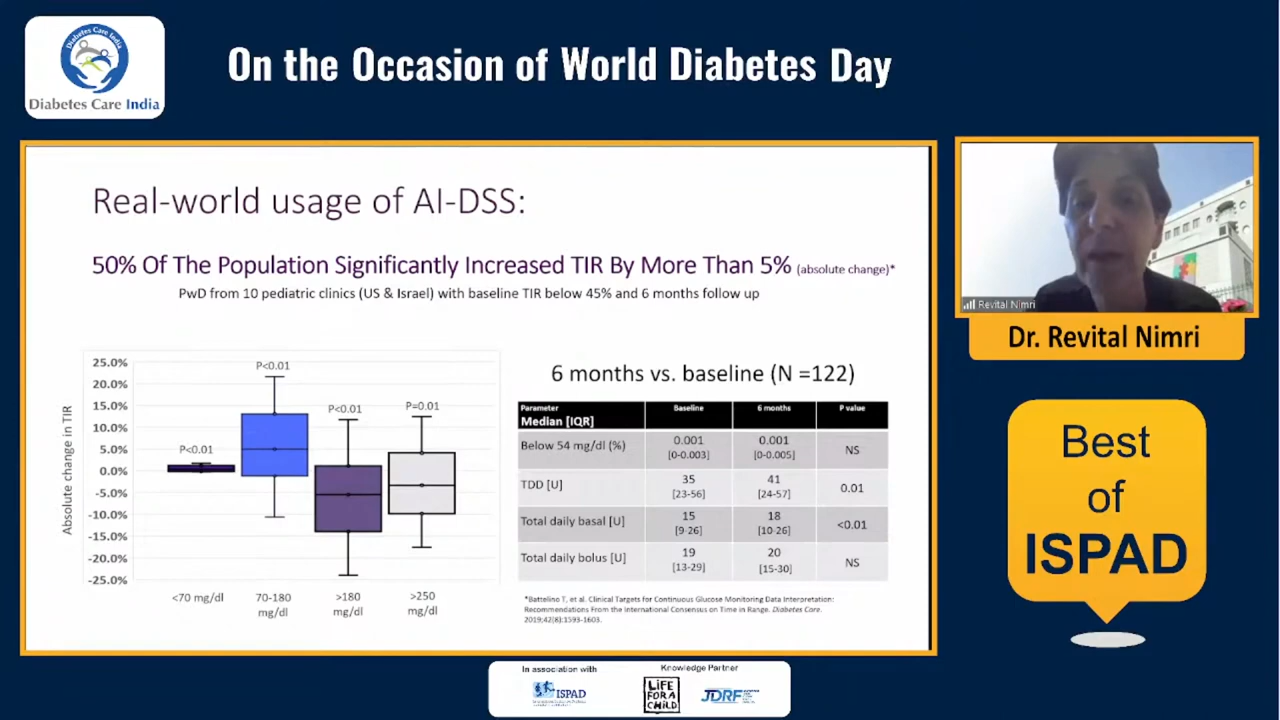 Diabetes Care India
Diabetes Care India
On the Occasion of World Diabetes Day
Real-world usage of AI-DSS:
50% Of The Population Significantly Increased TIR By More Than 5% (absolute change)*
PwD from 10 pediatric clinics (US & Israel) with baseline TIR below 45% and 6 months follow up
Absolute change in TIR
25.0%
20.0%
15.0%
10.0%
5.0%
0.0%
-5.0%
-10.0%
-15.0%
-20.0%
-25.0%
P<0.01
P<0.01
P<0.01
P=0.01
<70 mg/dl
70-180
mg/dl
>180
mg/dl
>250
mg/dl
6 months vs. baseline (N =122)
Parameter
Median [IQR]
Baseline
6 months
P value
Below 54 mg/dl (%)
0.001
[0-0.003]
0.001
[0-0.005]
NS
TDD [U]
35
[23-56]
41
[24-57]
0.01
Total daily basal [U]
15
[9-26]
18
[10-26]
<0.01
Total daily bolus [U]
19
[13-29]
20
[15-30]
NS
*Battelino T, et al. Clinical Targets for Continuous Glucose Monitoring Data Interpretation:
Recommendations From the International Consensus on Time in Range. Diabetes Care.
2019;42(8):1593-1603.
Revital Nimri
Dr. Revital Nimri
Best
of
ISPAD
In association with
ISPAD
Knowledge Partner
LiFE
FOR A
CHiLD
JDRF